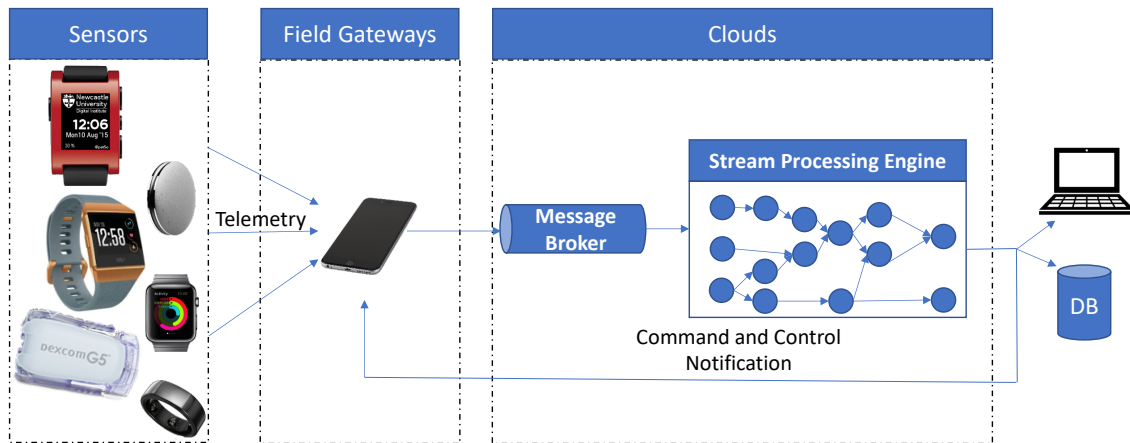 Sensors
Field Gateways
Clouds
Newcastle
University
Digital Institute
12:06
Mon10 Aug '15
Telemetry
12:58
Dexcom G5
Message
Broker
Stream Processing Engine
Command and Control
Notification
DB